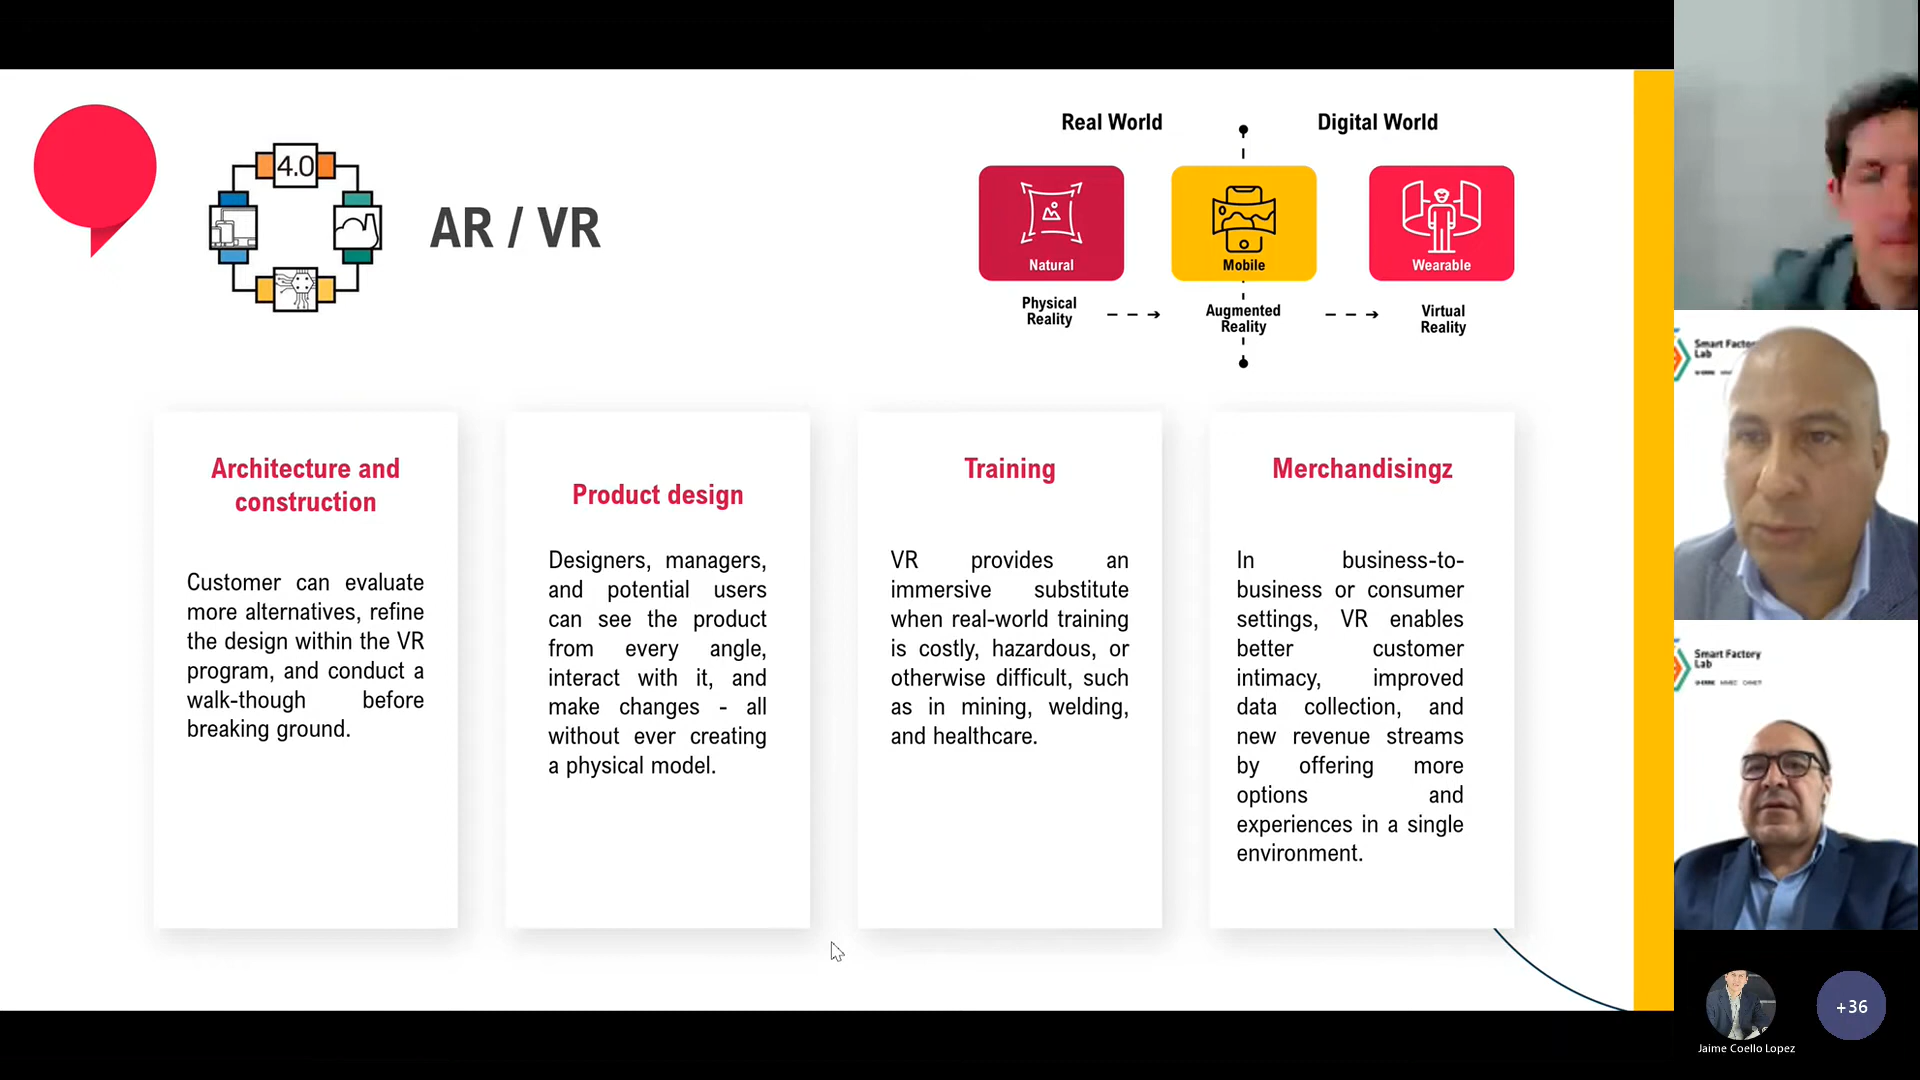 4.0
AR / VR
Real World
Digital World
Natural
Mobile
Wearable
Physical
Reality
Augmented
Reality
Virtual
Reality
Architecture and
construction
Customer can evaluate
more alternatives, refine
the design within the VR
program, and conduct a
walk-though before
breaking ground.
Product design
Designers, managers,
and potential users
can see the product
from every angle,
interact with it, and
make changes - all
without ever creating
a physical model.
Training
VR provides an
immersive substitute
when real-world training
is costly, hazardous, or
otherwise difficult, such
as in mining, welding,
and healthcare.
Merchandisingz
In business-to-
business or consumer
settings, VR enables
better customer
intimacy, improved
data collection, and
new revenue streams
by offering more
options and
experiences in a single
environment.
Smart Facto
Lab
Smart Factory
Lab
Jaime Coello Lopez
+36